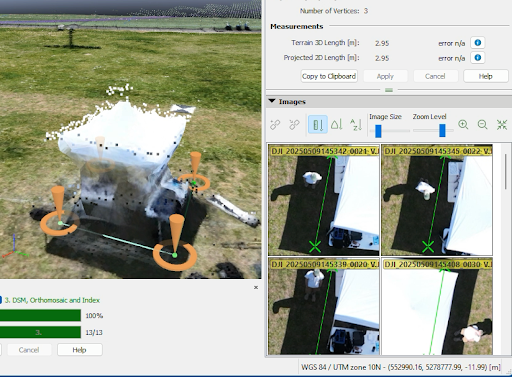 Number of Vertices: 3
Measurements
Terrain 3D Length [m]: 2.95 error n/a
Projected 2D Length [m]: 2.95 error n/a
Copy to Clipboard Apply Cancel Help
Images
Image Size Zoom Level
DJI_20250509145342_0021_V.J
DJI_20250509145345_0022_V.J
DJI_20250509145339_0020_V.J
DJI_20250509145408_0030_V.J
3. DSM, Orthomosaic and Index
100%
3. 13/13
Cancel Help
WGS 84 / UTM zone 10N - (552990.16, 5278777.99, -11.99) [m]